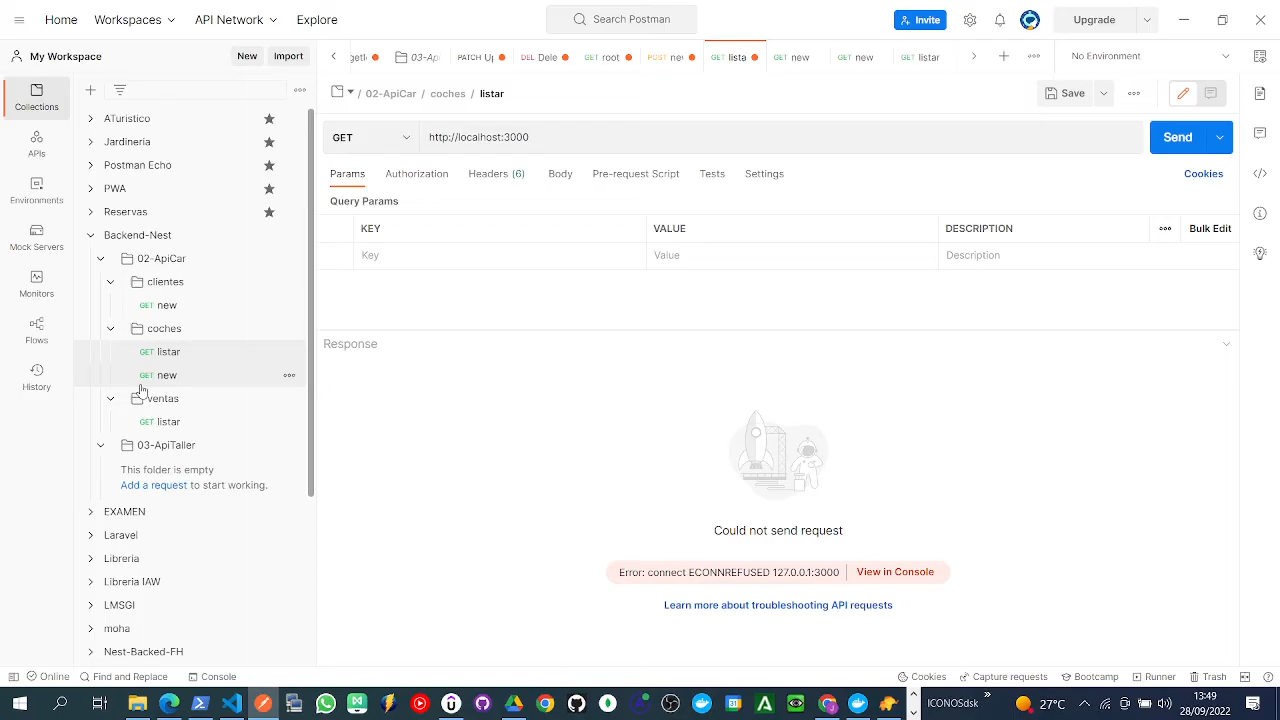 Home Workspaces API Network Explore Search Postman Invite Upgrade
My Workspace New Import
GET root
GET lista
GET new
GET new
GET listar
No Environment
Collections
APIs
Environments
Mock Servers
Monitors
Flows
History
ATuristico
Jardineria
Postman Echo
PWA
Reservas
Backend-Nest
02-ApiCar
clientes
GET new
coches
GET listar
GET new
ventas
GET listar
03-ApiTaller
This folder is empty
Add a request to start working.
EXAMEN
Laravel
Libreria
Libreria IAW
LMSGI
moha
Nest-Backed-FH
/ 02-ApiCar / coches / listar Save
GET http://localhost:3000 Send
Params Authorization Headers (6) Body Pre-request Script Tests Settings Cookies
Query Params
KEY VALUE DESCRIPTION Bulk Edit
Key Value Description
Response
Could not send request
Error: connect ECONNREFUSED 127.0.0.1:3000 View in Console
Learn more about troubleshooting API requests
Online Find and Replace Console Cookies Capture requests Bootcamp Runner Trash
ICONOSdsk » 27°C
13:49
28/09/2022